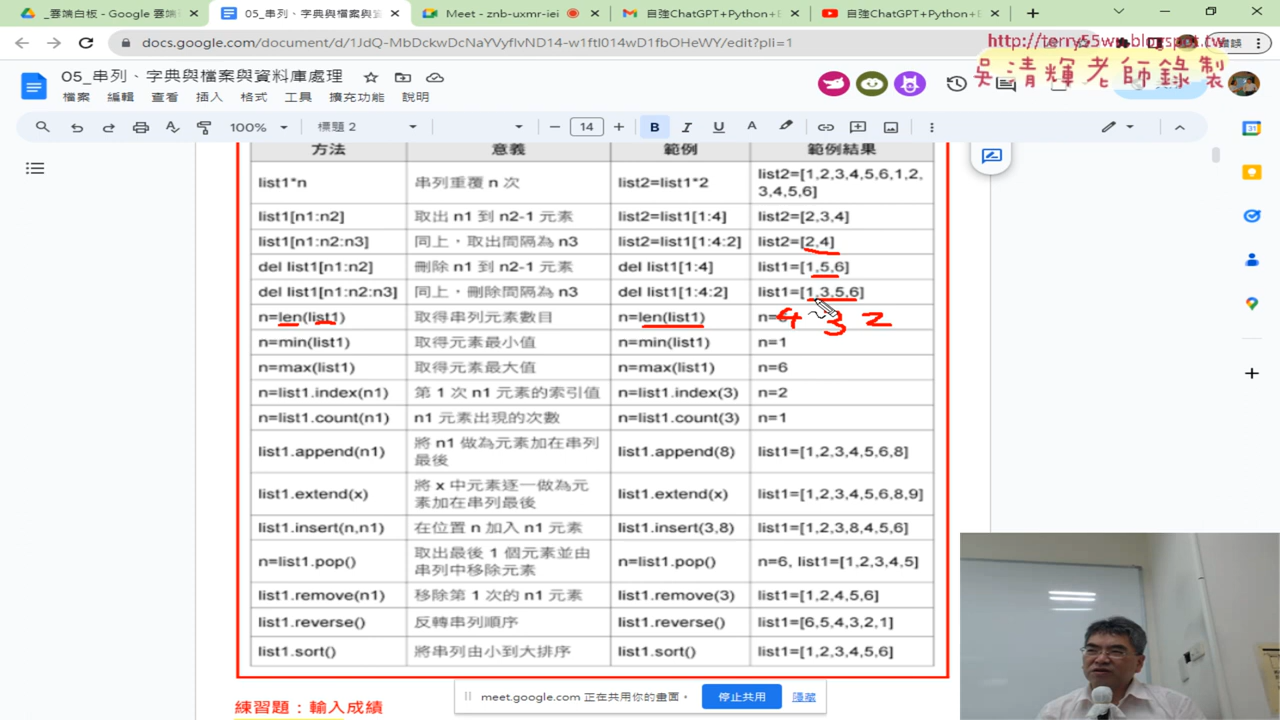 _雲端白板 - Google 雲端
05_串列、字典與檔案與資
Meet - znb-uxmr-iei
自強ChatGPT+Python+E
自強ChatGPT+Python+
docs.google.com/document/d/1JdQ-MbDckwDcNaYWyfIVND14-w1ftI014wD1fbOHeWY/edit?pli=1
http://terry55wu.blogspot.tw
吳清輝老師錄製
05_串列、字典與檔案與資料庫處理
檔案 編輯 查看 插入 格式 工具 擴充功能 說明
100% 標題 2 14 B I U A
方法 意義 範例 範例結果
list1*n 串列重覆 n 次 list2=list1*2 list2=[1,2,3,4,5,6,1,2,
3,4,5,6]
list1[n1:n2] 取出 n1 到 n2-1 元素 list2=list1[1:4] list2=[2,3,4]
list1[n1:n2:n3] 同上，取出間隔為 n3 list2=list1[1:4:2] list2=[2,4]
del list1[n1:n2] 刪除 n1 到 n2-1 元素 del list1[1:4] list1=[1,5,6]
del list1[n1:n2:n3] 同上，刪除間隔為 n3 del list1[1:4:2] list1=[1,3,5,6]
n=len(list1) 取得串列元素數目 n=len(list1) n= 4 3 2
n=min(list1) 取得元素最小值 n=min(list1) n=1
n=max(list1) 取得元素最大值 n=max(list1) n=6
n=list1.index(n1) 第 1 次 n1 元素的索引值 n=list1.index(3) n=2
n=list1.count(n1) n1 元素出現的次數 n=list1.count(3) n=1
list1.append(n1) 將 n1 做為元素加在串列
最後 list1.append(8) list1=[1,2,3,4,5,6,8]
list1.extend(x) 將 x 中元素逐一做為元
素加在串列最後 list1.extend(x) list1=[1,2,3,4,5,6,8,9]
list1.insert(n,n1) 在位置 n 加入 n1 元素 list1.insert(3,8) list1=[1,2,3,8,4,5,6]
n=list1.pop() 取出最後 1 個元素並由
串列中移除元素 n=list1.pop() n=6, list1=[1,2,3,4,5]
list1.remove(n1) 移除第 1 次的 n1 元素 list1.remove(3) list1=[1,2,4,5,6]
list1.reverse() 反轉串列順序 list1.reverse() list1=[6,5,4,3,2,1]
list1.sort() 將串列由小到大排序 list1.sort() list1=[1,2,3,4,5,6]
練習題：輸入成績
meet.google.com 正在共用你的畫面。 停止共用 隱藏